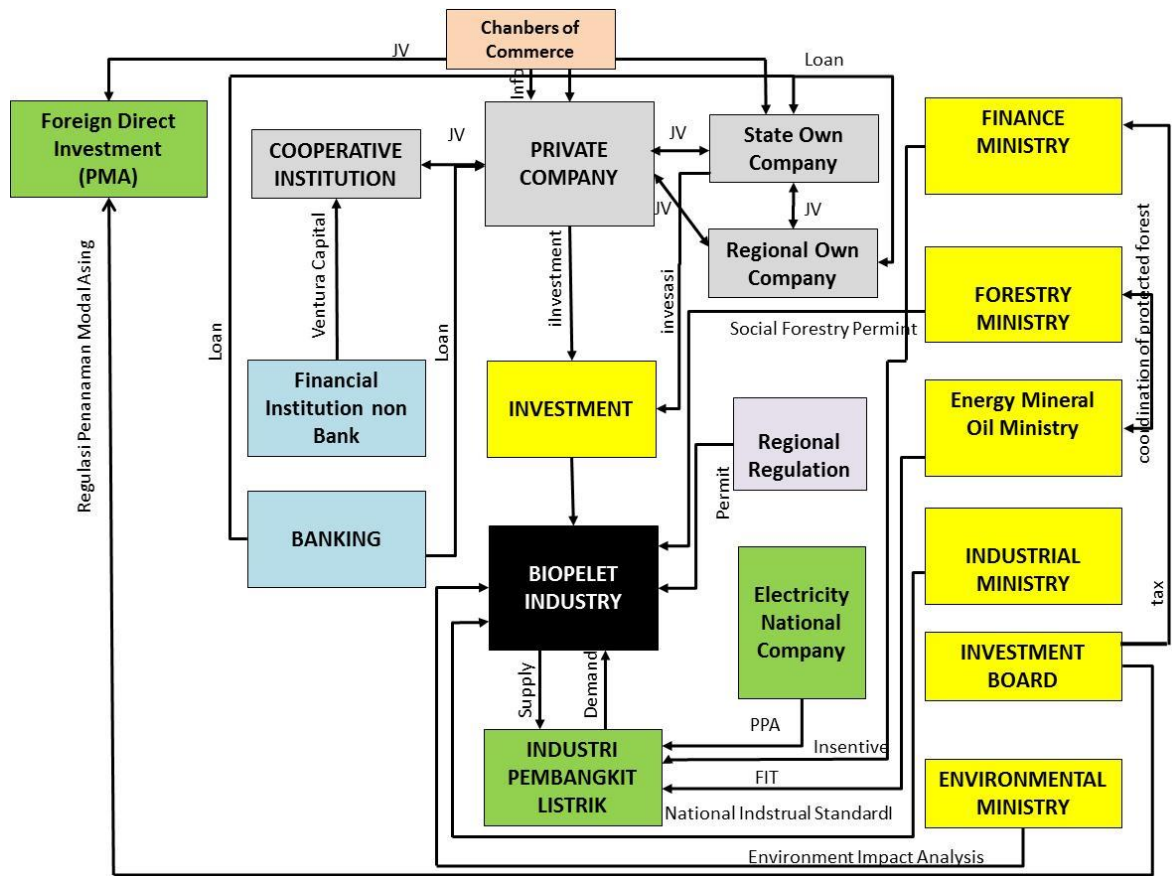 Chambers of
Commerce
JV
Info
Loan
Foreign Direct
Investment
(PMA)
COOPERATIVE
INSTITUTION
JV
PRIVATE
COMPANY
JV
State Own
Company
FINANCE
MINISTRY
JV
JV
Regional Own
Company
Ventura Capital
iInvestment
invesasi
Social Forestry Permint
FORESTRY
MINISTRY
coordination of protected forest
Regulasi Penanaman Modal Asing
Loan
Loan
Financial
Institution non
Bank
INVESTMENT
Energy Mineral
Oil Ministry
Regional
Regulation
Permit
BANKING
BIOPELET
INDUSTRY
INDUSTRIAL
MINISTRY
Electricity
National
Company
tax
INVESTMENT
BOARD
Supply
Demand
PPA
INDUSTRI
PEMBANGKIT
LISTRIK
Insentive
FIT
ENVIRONMENTAL
MINISTRY
National Indstrual StandardI
Environment Impact Analysis